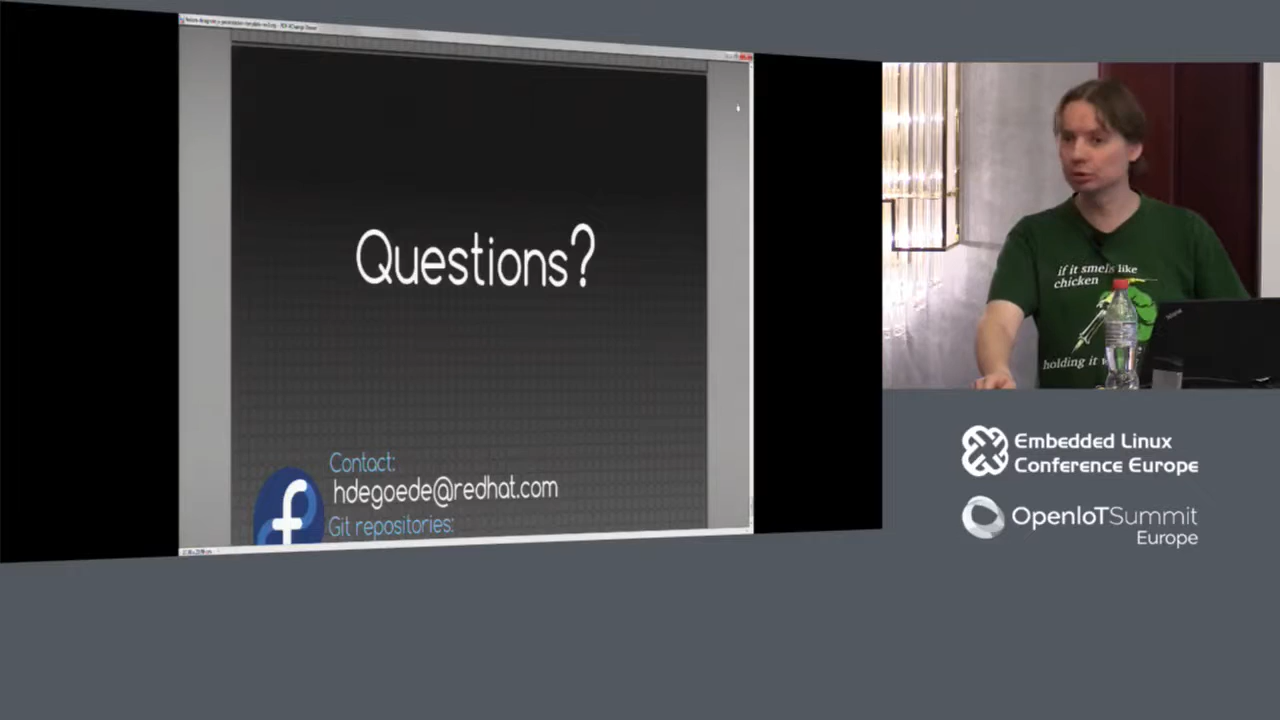 Questions?
Contact:
hdegoede@redhat.com
Git repositories:
if it smells like
chicken
holding it
Embedded Linux
Conference Europe
OpenIoTSummit
Europe